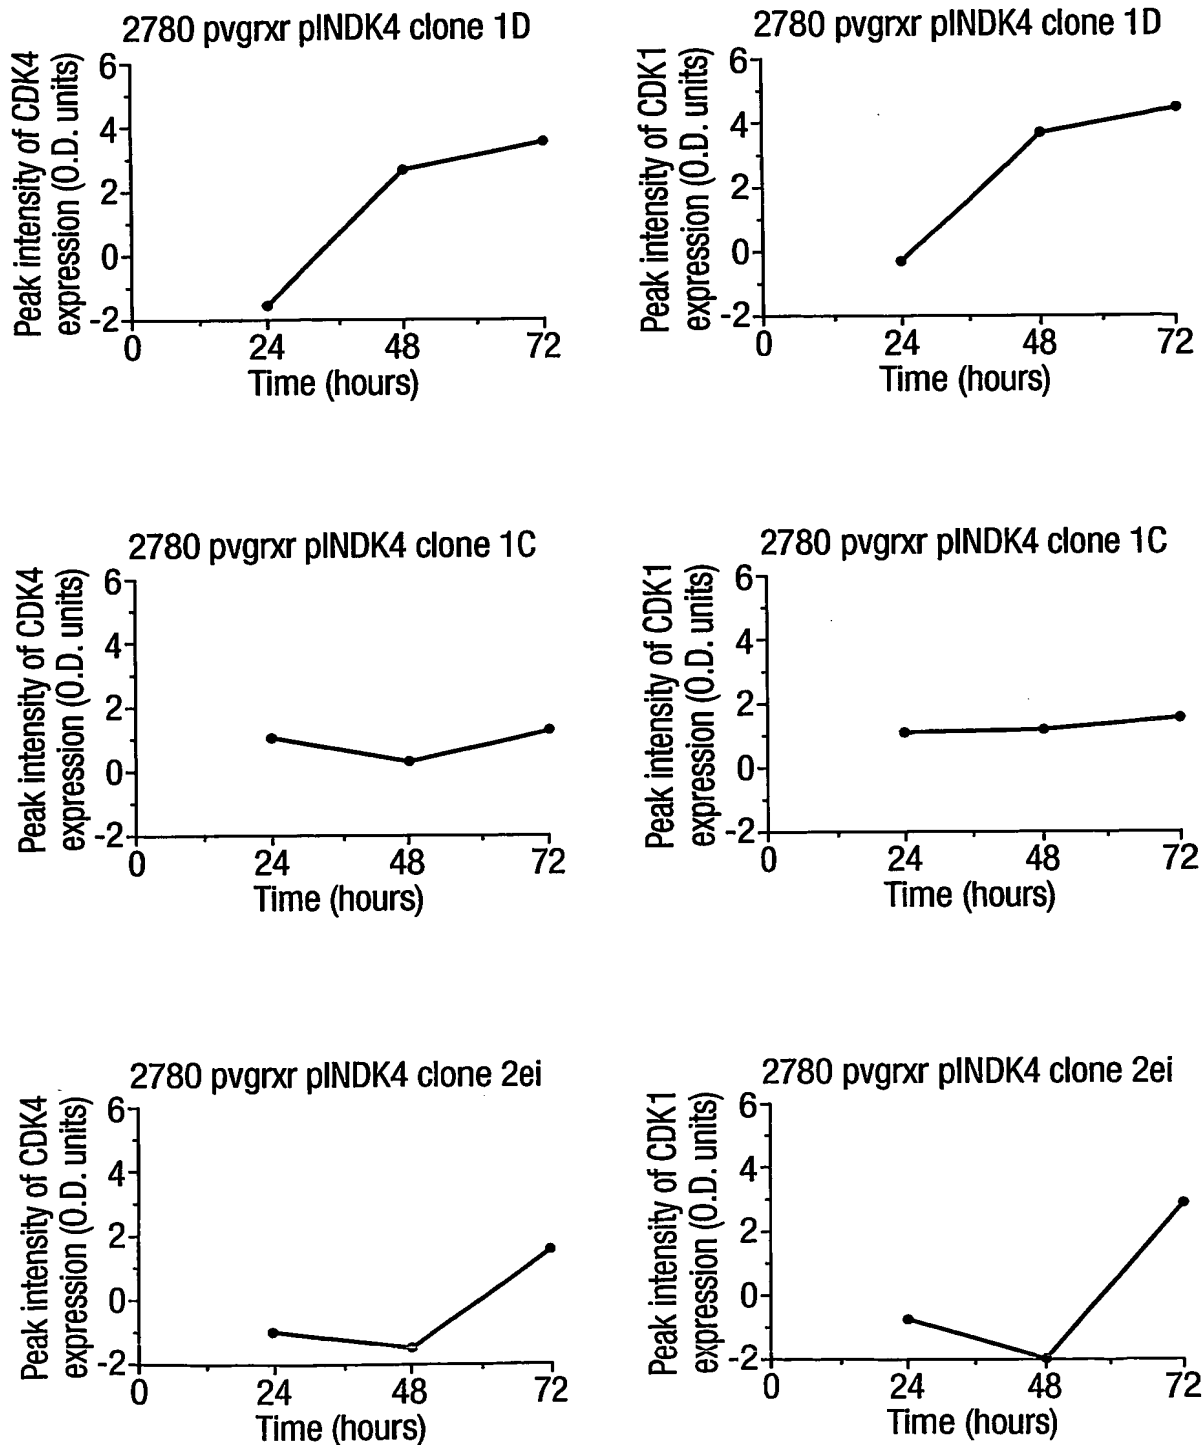 2780 pvgrxr pINDK4 clone 1D
Peak intensity of CDK4
expression (O.D. units)
6
4
2
0
-2
0 24 48 72
Time (hours)
2780 pvgrxr pINDK4 clone 1D
Peak intensity of CDK1
expression (O.D. units)
6
4
2
0
-2
0 24 48 72
Time (hours)
2780 pvgrxr pINDK4 clone 1C
Peak intensity of CDK4
expression (O.D. units)
6
4
2
0
-2
0 24 48 72
Time (hours)
2780 pvgrxr pINDK4 clone 1C
Peak intensity of CDK1
expression (O.D. units)
6
4
2
0
-2
0 24 48 72
Time (hours)
2780 pvgrxr pINDK4 clone 2ei
Peak intensity of CDK4
expression (O.D. units)
6
4
2
0
-2
0 24 48 72
Time (hours)
2780 pvgrxr pINDK4 clone 2ei
Peak intensity of CDK1
expression (O.D. units)
6
4
2
0
-2
0 24 48 72
Time (hours)